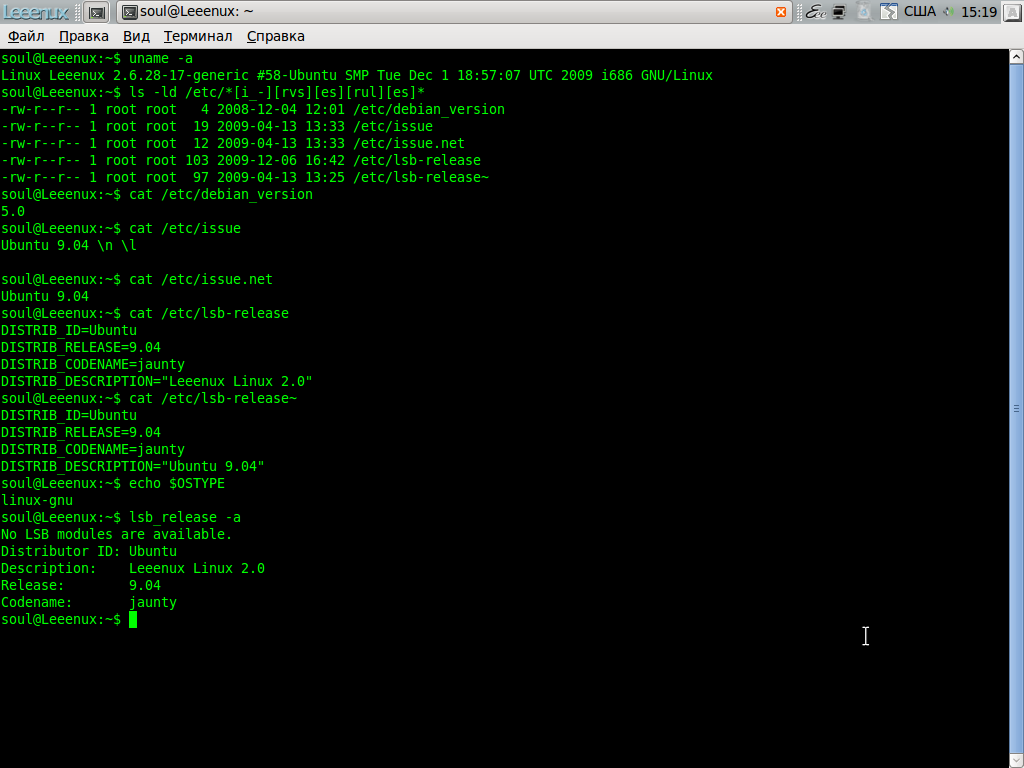 Leeenux soul@Leeenux: ~ Eee США 15:19 A
Файл Правка Вид Терминал Справка
soul@Leeenux:~$ uname -a
Linux Leeenux 2.6.28-17-generic #58-Ubuntu SMP Tue Dec 1 18:57:07 UTC 2009 i686 GNU/Linux
soul@Leeenux:~$ ls -ld /etc/*[i_-][rvs][es][rul][es]*
-rw-r--r-- 1 root root   4 2008-12-04 12:01 /etc/debian_version
-rw-r--r-- 1 root root  19 2009-04-13 13:33 /etc/issue
-rw-r--r-- 1 root root  12 2009-04-13 13:33 /etc/issue.net
-rw-r--r-- 1 root root 103 2009-12-06 16:42 /etc/lsb-release
-rw-r--r-- 1 root root  97 2009-04-13 13:25 /etc/lsb-release~
soul@Leeenux:~$ cat /etc/debian_version
5.0
soul@Leeenux:~$ cat /etc/issue
Ubuntu 9.04 \n \l
soul@Leeenux:~$ cat /etc/issue.net
Ubuntu 9.04
soul@Leeenux:~$ cat /etc/lsb-release
DISTRIB_ID=Ubuntu
DISTRIB_RELEASE=9.04
DISTRIB_CODENAME=jaunty
DISTRIB_DESCRIPTION="Leeenux Linux 2.0"
soul@Leeenux:~$ cat /etc/lsb-release~
DISTRIB_ID=Ubuntu
DISTRIB_RELEASE=9.04
DISTRIB_CODENAME=jaunty
DISTRIB_DESCRIPTION="Ubuntu 9.04"
soul@Leeenux:~$ echo $OSTYPE
linux-gnu
soul@Leeenux:~$ lsb_release -a
No LSB modules are available.
Distributor ID: Ubuntu
Description:    Leeenux Linux 2.0
Release:        9.04
Codename:       jaunty
soul@Leeenux:~$